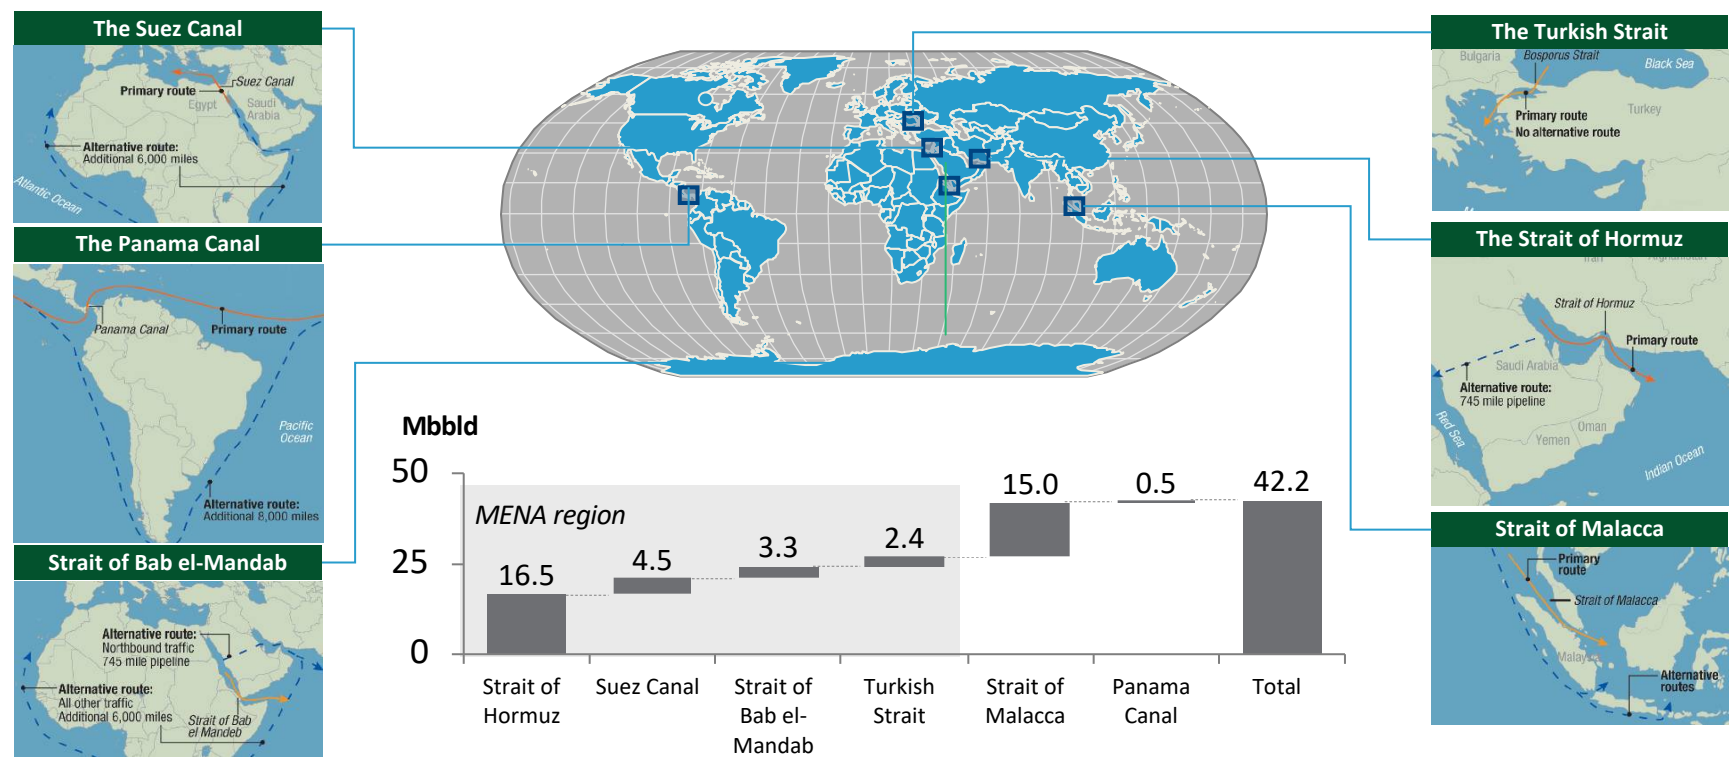 The Suez Canal
Suez Canal
Primary route
Egypt
Saudi
Arabia
Alternative route:
Additional 6,000 miles
Atlantic Ocean
The Panama Canal
Panama Canal
Primary route
Pacific
Ocean
Alternative route:
Additional 8,000 miles
Strait of Bab el-Mandab
Alternative route:
Northbound traffic
745 mile pipeline
Alternative route:
All other traffic
Additional 6,000 miles
Strait of Bab
el Mandeb
Mbbld
50
25
0
MENA region
16.5
4.5
3.3
2.4
15.0
0.5
42.2
Strait of
Hormuz
Suez Canal
Strait of
Bab el-
Mandab
Turkish
Strait
Strait of
Malacca
Panama
Canal
Total
The Turkish Strait
Bulgaria
Bosporus Strait
Black Sea
Turkey
Primary route
No alternative route
The Strait of Hormuz
Iran
Afghanistan
Strait of Hormuz
Primary route
Saudi Arabia
Alternative route:
745 mile pipeline
Red Sea
Oman
Yemen
Indian Ocean
Strait of Malacca
Primary
route
Strait of Malacca
Malaysia
Alternative
routes